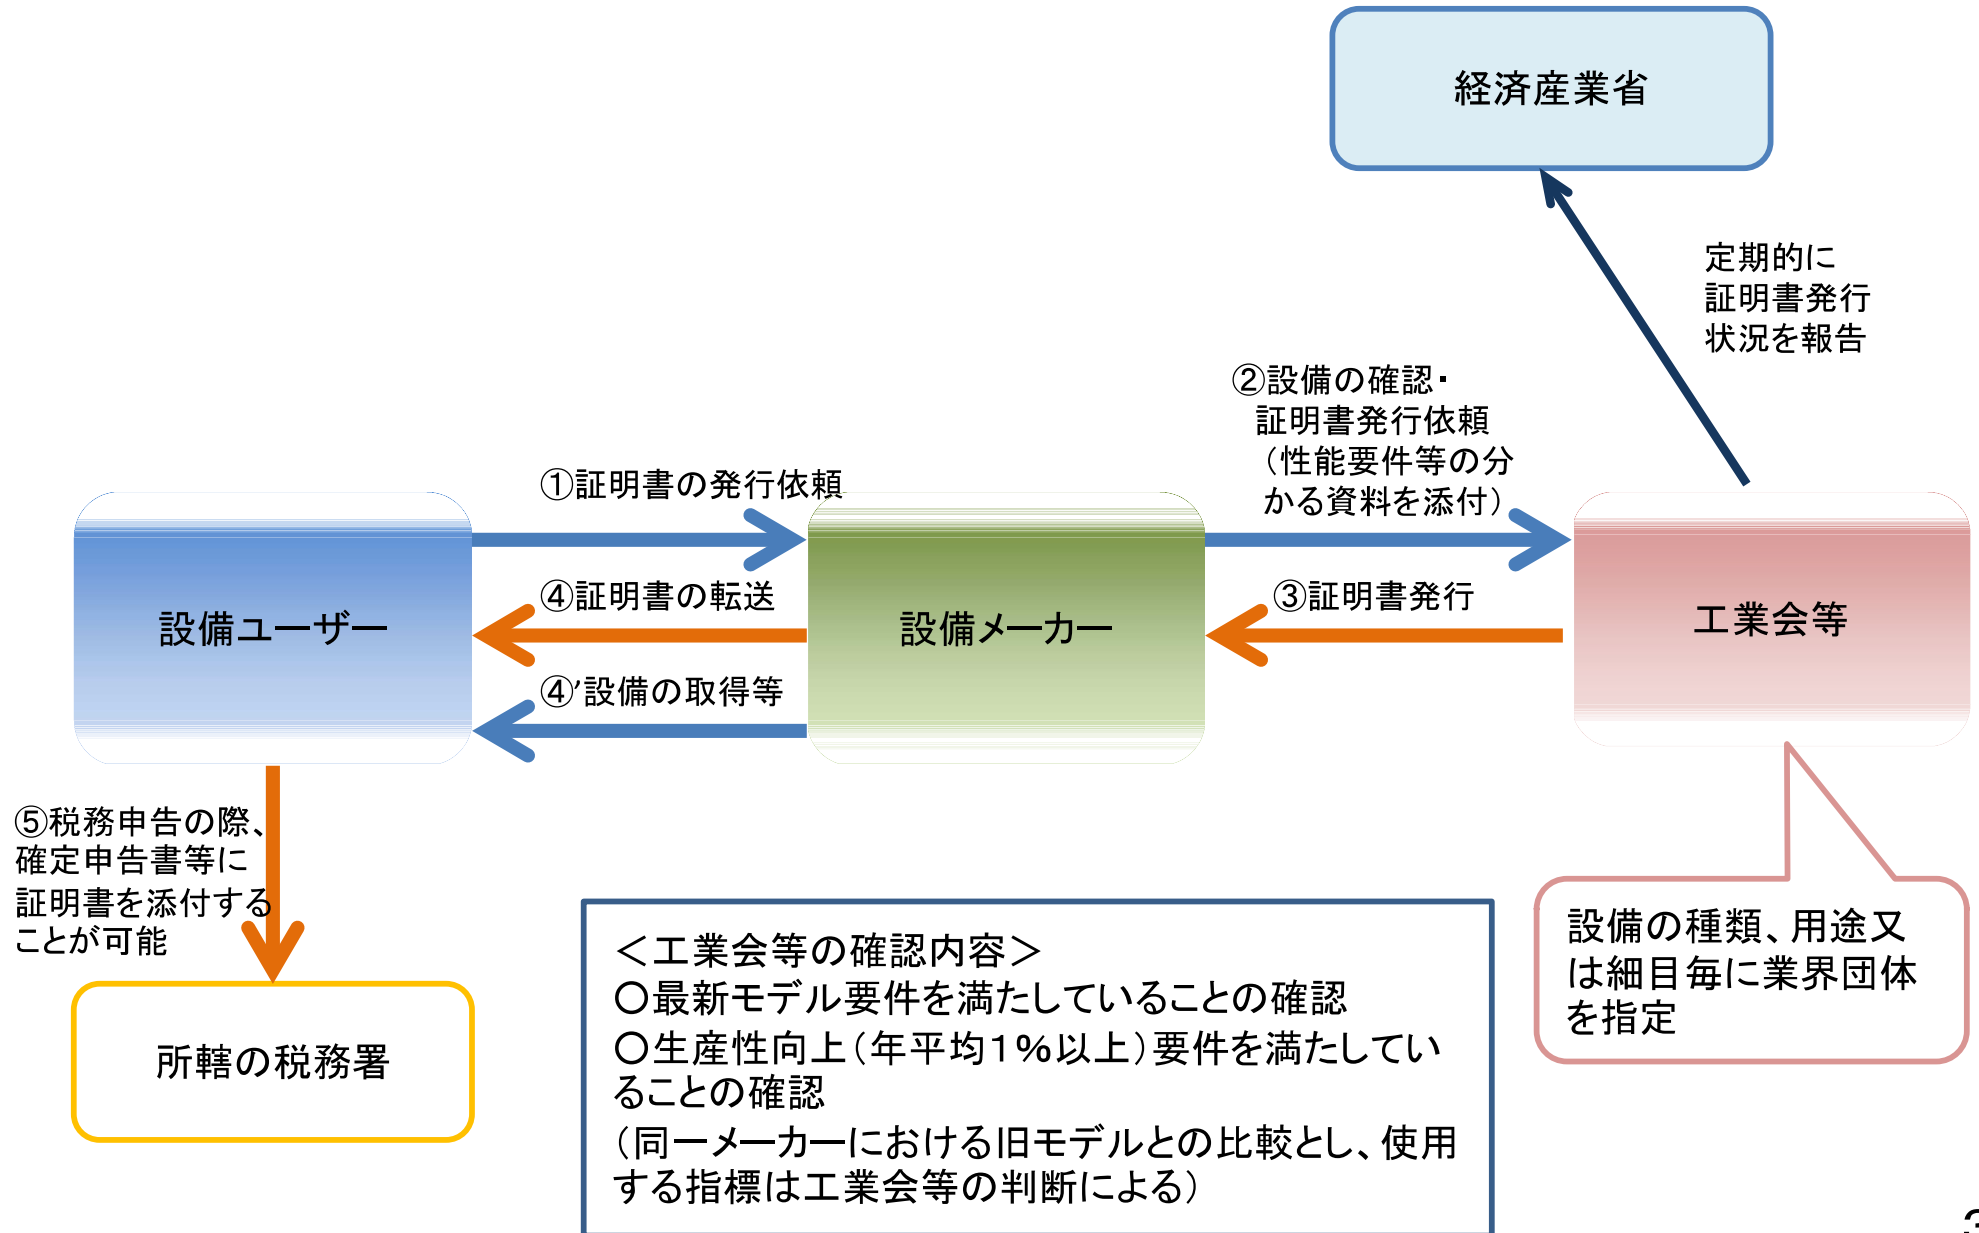 経済産業省
定期的に
証明書発行
状況を報告
②設備の確認・
証明書発行依頼
（性能要件等の分
かる資料を添付）
①証明書の発行依頼
④証明書の転送
③証明書発行
設備ユーザー
設備メーカー
工業会等
④’設備の取得等
⑤税務申告の際、
確定申告書等に
証明書を添付する
ことが可能
所轄の税務署
＜工業会等の確認内容＞
○最新モデル要件を満たしていることの確認
○生産性向上（年平均１％以上）要件を満たしてい
ることの確認
（同一メーカーにおける旧モデルとの比較とし、使用
する指標は工業会等の判断による）
設備の種類、用途又
は細目毎に業界団体
を指定